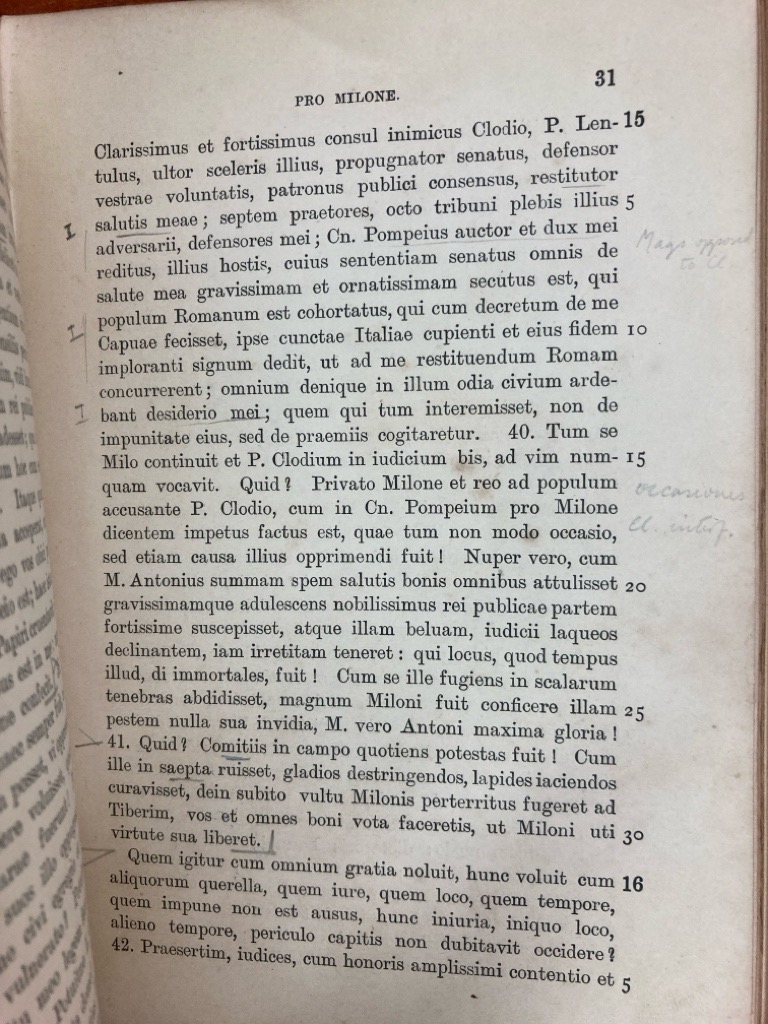 PRO MILONE. 31
Clarissimus et fortissimus consul inimicus Clodio, P. Len- 15
tulus, ultor sceleris illius, propugnator senatus, defensor
vestrae voluntatis, patronus publici consensus, restitutor
salutis meae; septem praetores, octo tribuni plebis illius 5
adversarii, defensores mei; Cn. Pompeius auctor et dux mei
reditus, illius hostis, cuius sententiam senatus omnis de
salute mea gravissimam et ornatissimam secutus est, qui
populum Romanum est cohortatus, qui cum decretum de me
Capuae fecisset, ipse cunctae Italiae cupienti et eius fidem 10
imploranti signum dedit, ut ad me restituendum Romam
concurrerent; omnium denique in illum odia civium arde-
bant desiderio mei; quem qui tum interemisset, non de
impunitate eius, sed de praemiis cogitaretur. 40. Tum se
Milo continuit et P. Clodium in iudicium bis, ad vim num- 15
quam vocavit. Quid? Privato Milone et reo ad populum
accusante P. Clodio, cum in Cn. Pompeium pro Milone
dicentem impetus factus est, quae tum non modo occasio,
sed etiam causa illius opprimendi fuit! Nuper vero, cum
M. Antonius summam spem salutis bonis omnibus attulisset 20
gravissimamque adulescens nobilissimus rei publicae partem
fortissime suscepisset, atque illam beluam, iudicii laqueos
declinantem, iam irretitam teneret: qui locus, quod tempus
illud, di immortales, fuit! Cum se ille fugiens in scalarum
tenebras abdidisset, magnum Miloni fuit conficere illam 25
pestem nulla sua invidia, M. vero Antoni maxima gloria!
41. Quid? Comitiis in campo quotiens potestas fuit! Cum
ille in saepta ruisset, gladios destringendos, lapides iaciendos
curavisset, dein subito vultu Milonis perterritus fugeret ad
Tiberim, vos et omnes boni vota faceretis, ut Miloni uti 30
virtute sua liberet.
Quem igitur cum omnium gratia noluit, hunc voluit cum 16
aliquorum querella, quem iure, quem loco, quem tempore,
quem impune non est ausus, hunc iniuria, iniquo loco,
alieno tempore, periculo capitis non dubitavit occidere?
42. Praesertim, iudices, cum honoris amplissimi contentio et 5
Mags opposed
to Cl
occasiones
Cl.